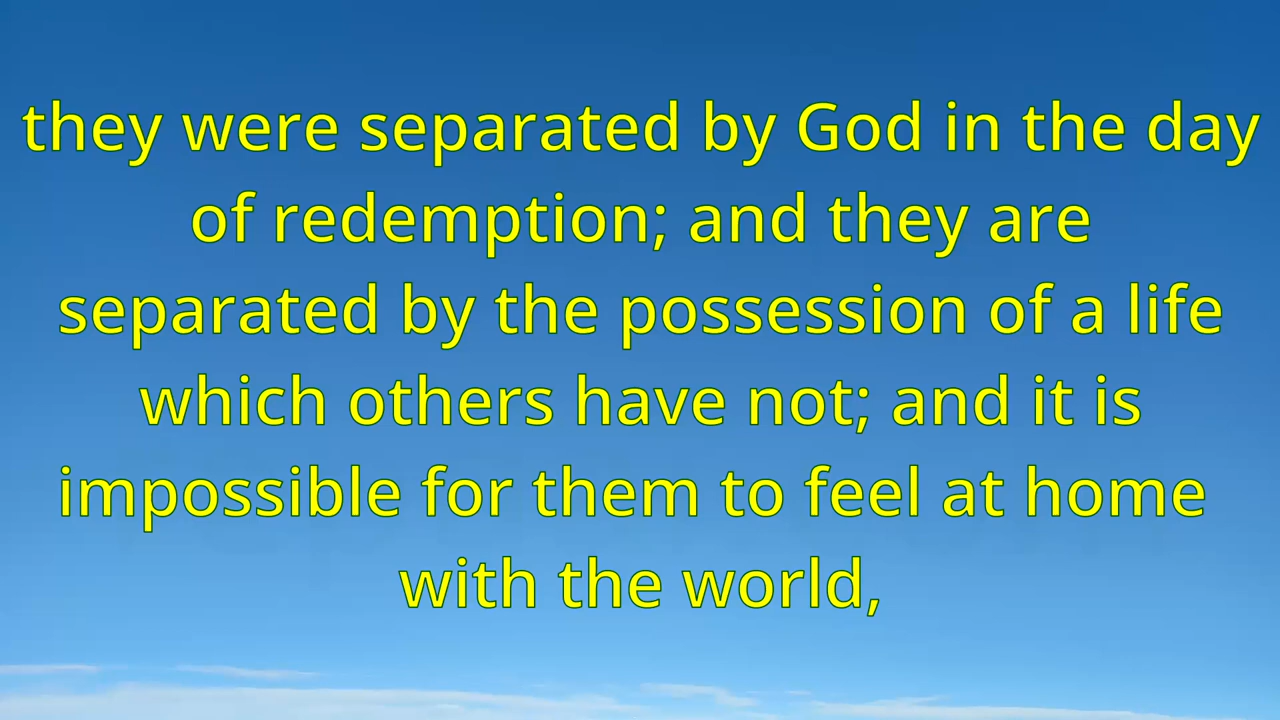 they were separated by God in the day
of redemption; and they are
separated by the possession of a life
which others have not; and it is
impossible for them to feel at home
with the world,